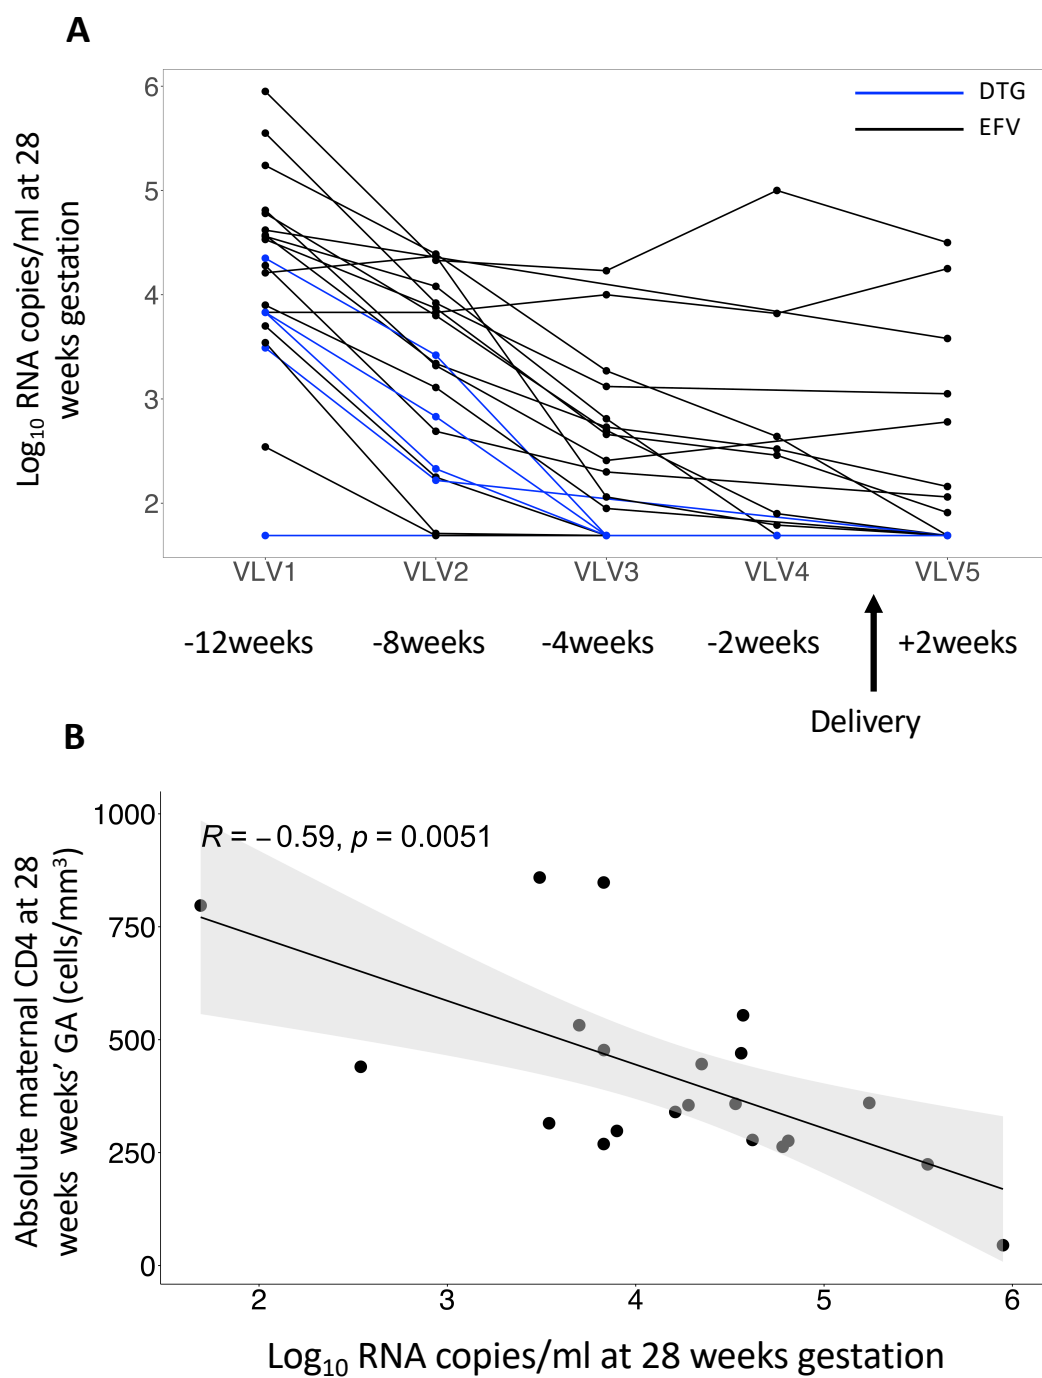 A
Log10 RNA copies/ml at 28
weeks gestation
6
5
4
3
2
DTG
EFV
VLV1 VLV2 VLV3 VLV4 VLV5
-12weeks -8weeks -4weeks -2weeks +2weeks
Delivery
B
Absolute maternal CD4 at 28
weeks weeks' GA (cells/mm³)
1000
750
500
250
0
R = −0.59, p = 0.0051
2 3 4 5 6
Log10 RNA copies/ml at 28 weeks gestation